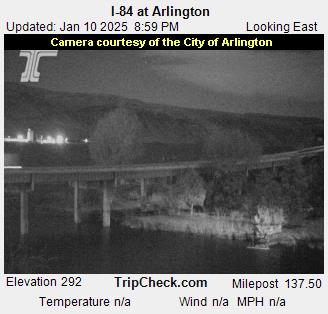 I-84 at Arlington
Updated: Jan 10 2025 8:59 PM Looking East
Camera courtesy of the City of Arlington
Elevation 292 TripCheck.com Milepost 137.50
Temperature n/a Wind n/a MPH n/a